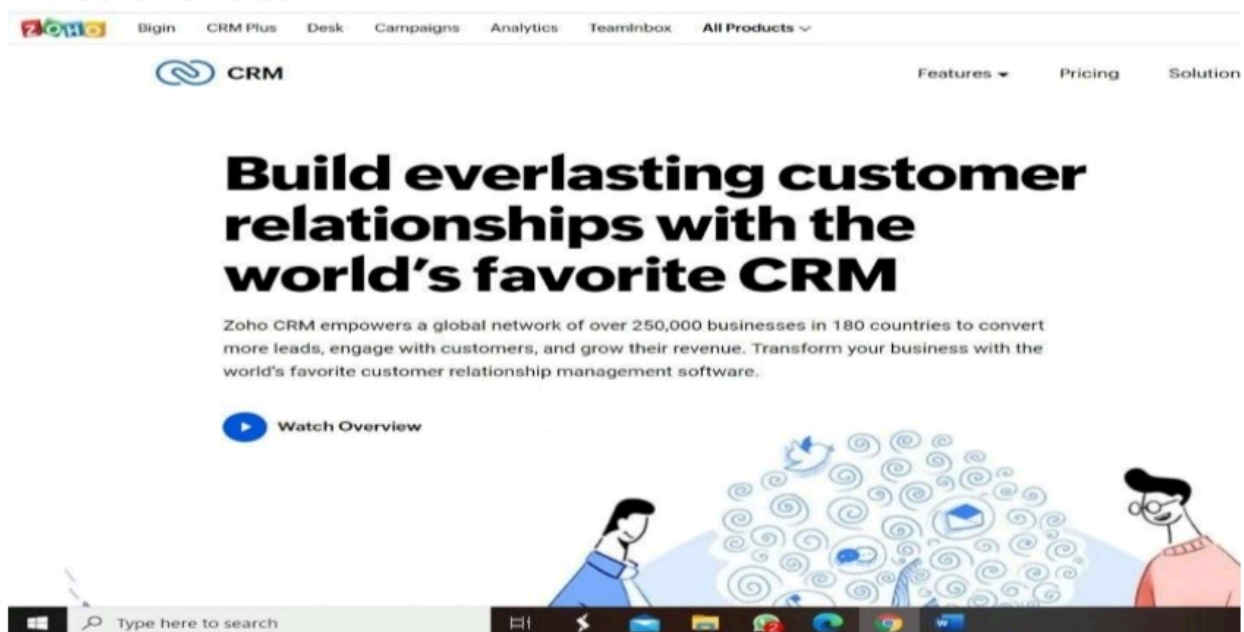 ZOHO Bigin CRM Plus Desk Campaigns Analytics TeamInbox All Products
CRM Features Pricing Solution
Build everlasting customer
relationships with the
world's favorite CRM
Zoho CRM empowers a global network of over 250,000 businesses in 180 countries to convert
more leads, engage with customers, and grow their revenue. Transform your business with the
world's favorite customer relationship management software.
Watch Overview
Type here to search